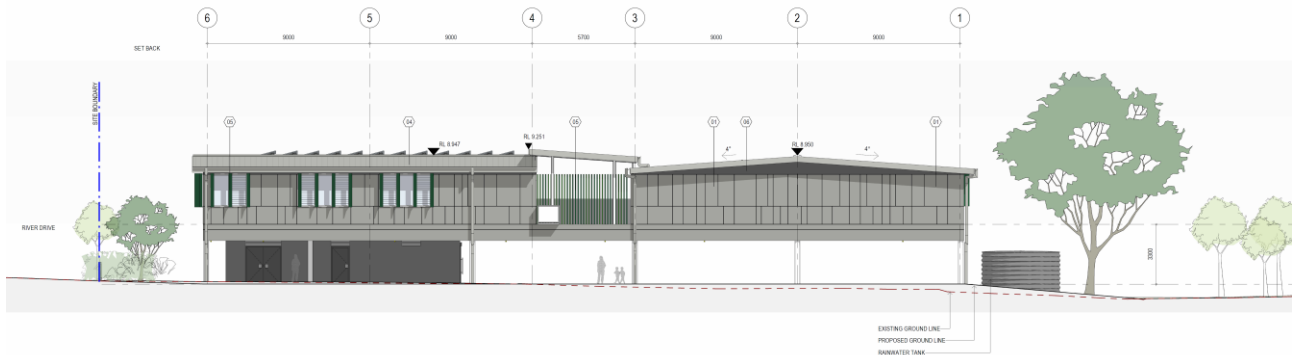 6 5 4 3 2 1
9000 9000 5700 9000 9000
SET BACK
SITE BOUNDARY
05 04 05 01 06 01
RL 8.947 RL 9.251 RL 8.950
4° 4°
RIVER DRIVE
3300
EXISTING GROUND LINE
PROPOSED GROUND LINE
RAINWATER TANK